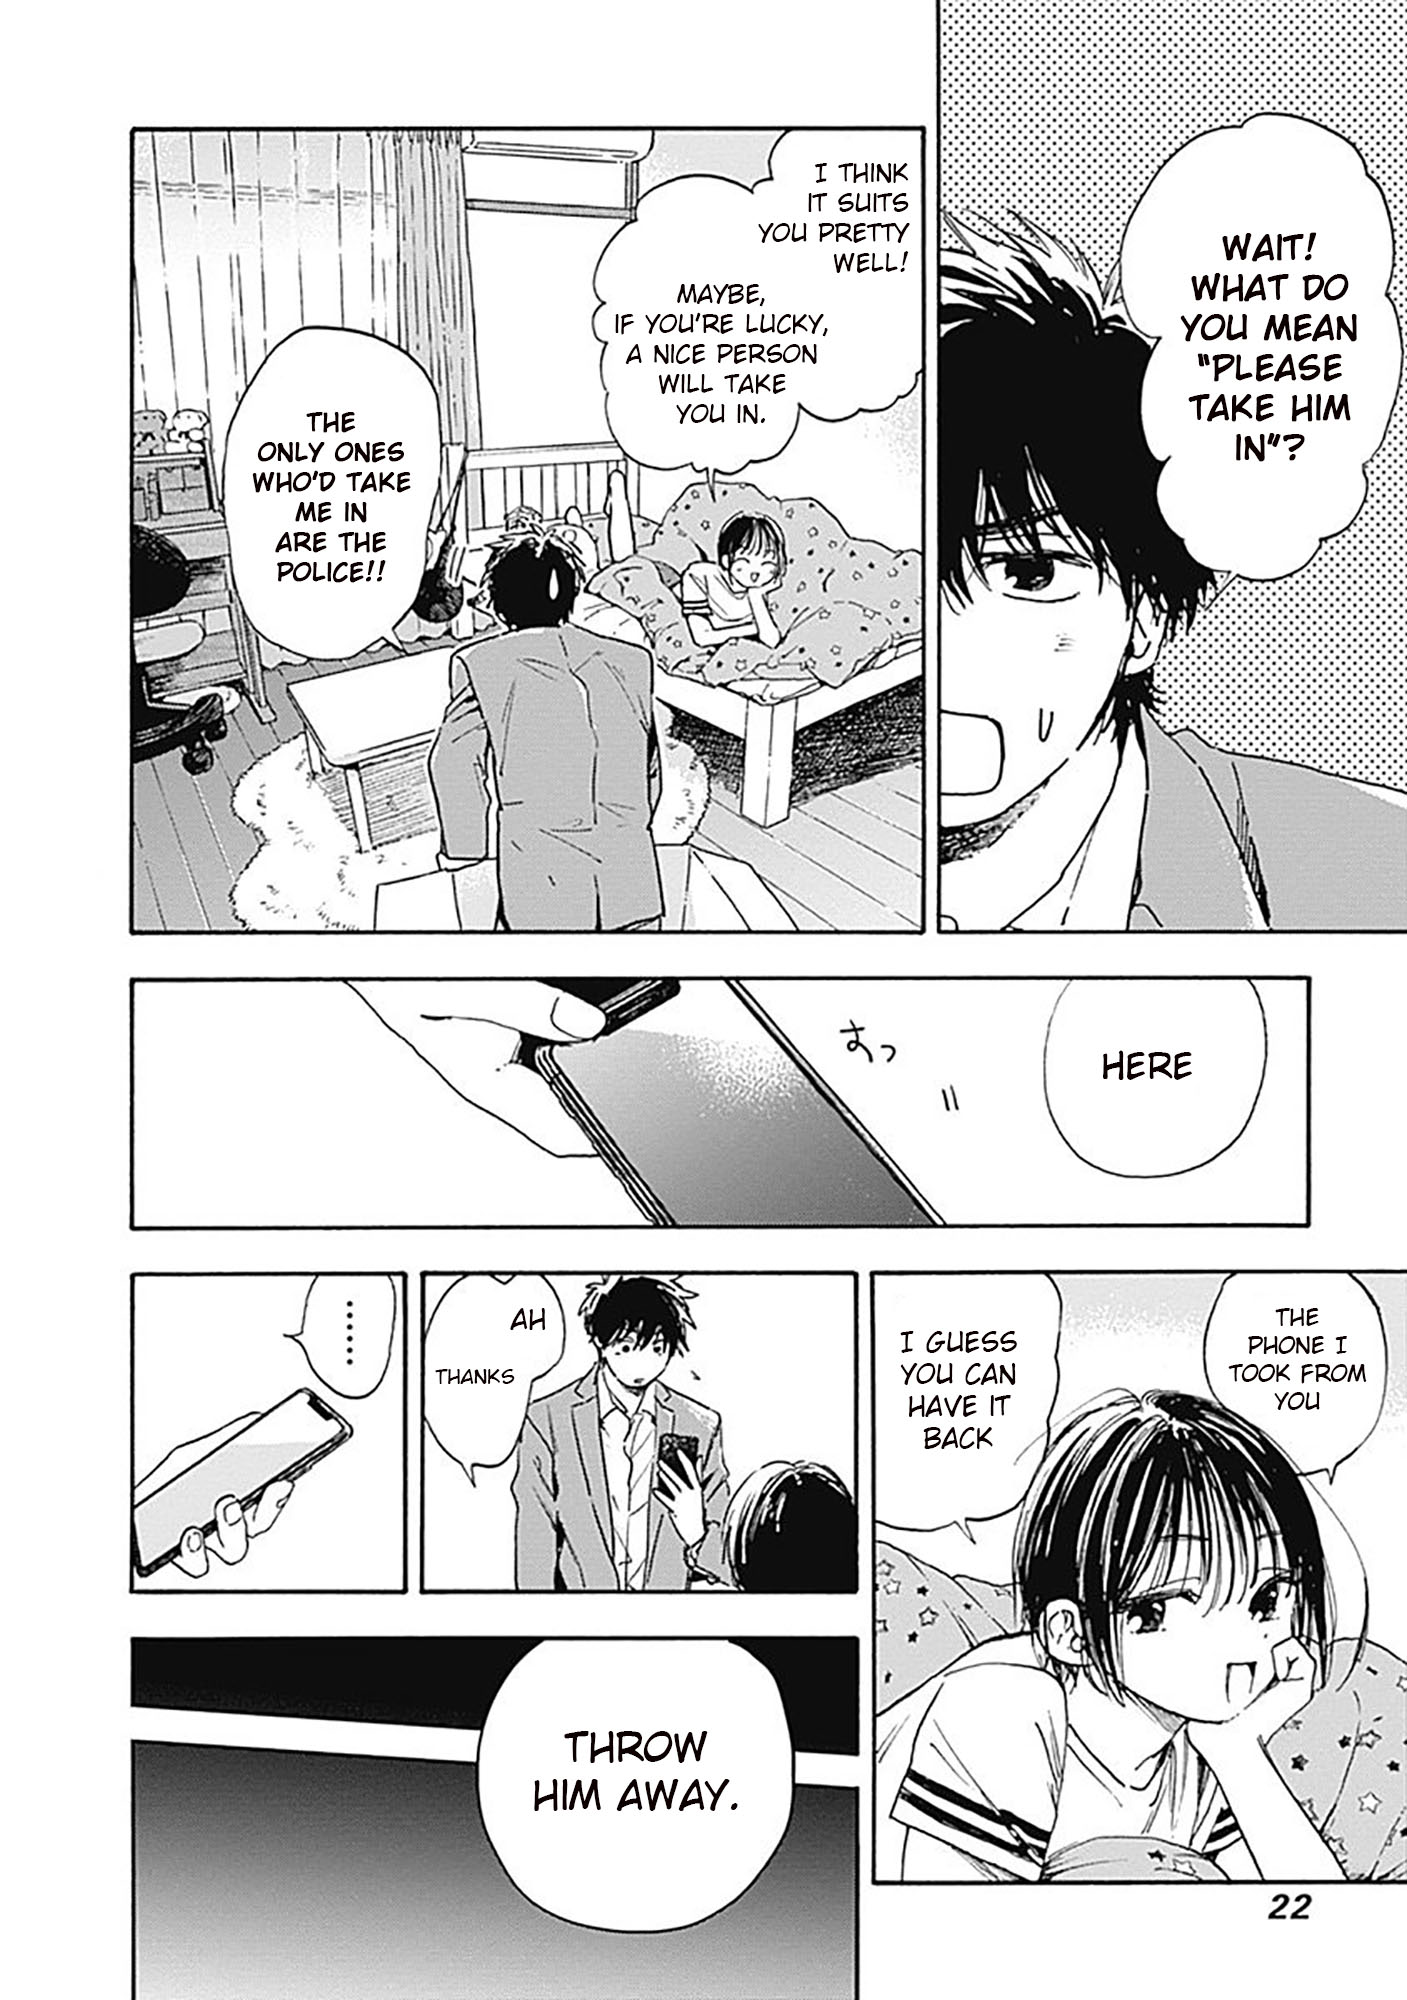 WAIT!
WHAT DO
YOU MEAN
"PLEASE
TAKE HIM
IN"?
I THINK
IT SUITS
YOU PRETTY
WELL!
MAYBE,
IF YOU'RE LUCKY,
A NICE PERSON
WILL TAKE
YOU IN.
THE
ONLY ONES
WHO'D TAKE
ME IN
ARE THE
POLICE!!
HERE
すっ
THE
PHONE I
TOOK FROM
YOU
I GUESS
YOU CAN
HAVE IT
BACK
AH
THANKS
......
THROW
HIM AWAY.
22